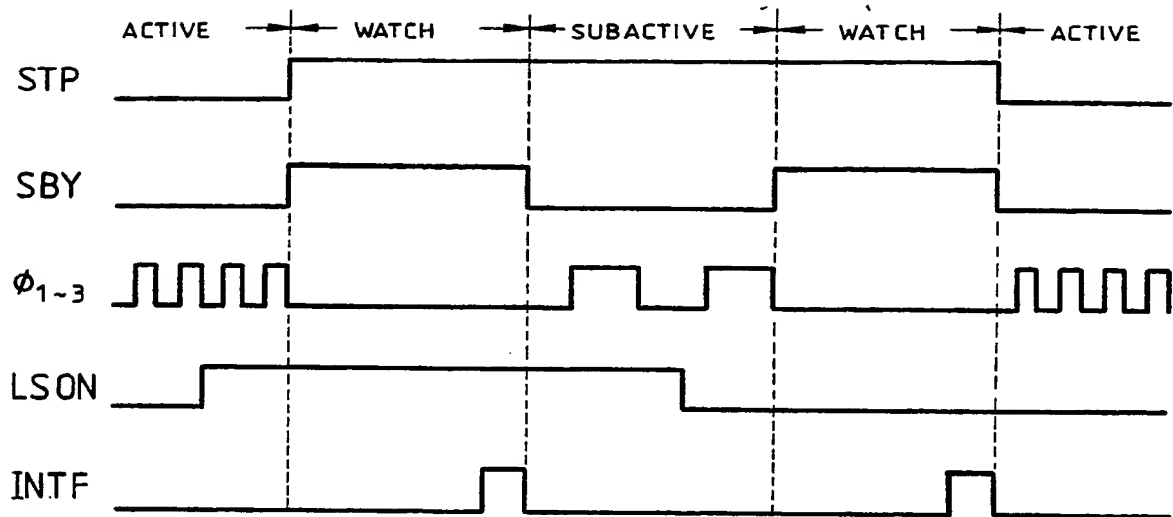 ACTIVE WATCH SUBACTIVE WATCH ACTIVE
STP
SBY
ϕ1~3
LSON
INTF